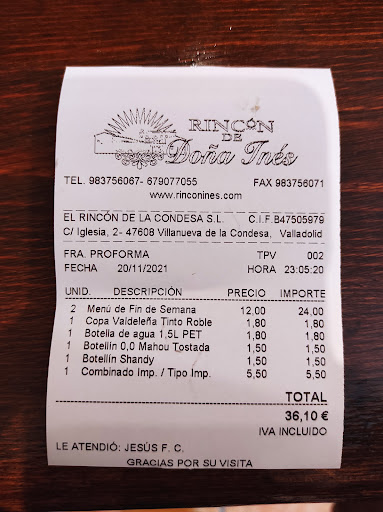 RINCÓN
DE
Doña Inés
TEL. 983756067- 679077055 FAX 983756071
www.rinconines.com
EL RINCÓN DE LA CONDESA S.L. C.I.F.B47505979
C/ Iglesia, 2- 47608 Villanueva de la Condesa, Valladolid
FRA. PROFORMA TPV 002
FECHA 20/11/2021 HORA 23:05:20
UNID. DESCRIPCIÓN PRECIO IMPORTE
2 Menú de Fin de Semana 12,00 24,00
1 Copa Valdeleña Tinto Roble 1,80 1,80
1 Botella de agua 1,5L PET 1,80 1,80
1 Botellín 0,0 Mahou Tostada 1,50 1,50
1 Botellín Shandy 1,50 1,50
1 Combinado Imp. / Tipo Imp. 5,50 5,50
TOTAL
36,10 €
IVA INCLUIDO
LE ATENDIÓ: JESÚS F. C.
GRACIAS POR SU VISITA